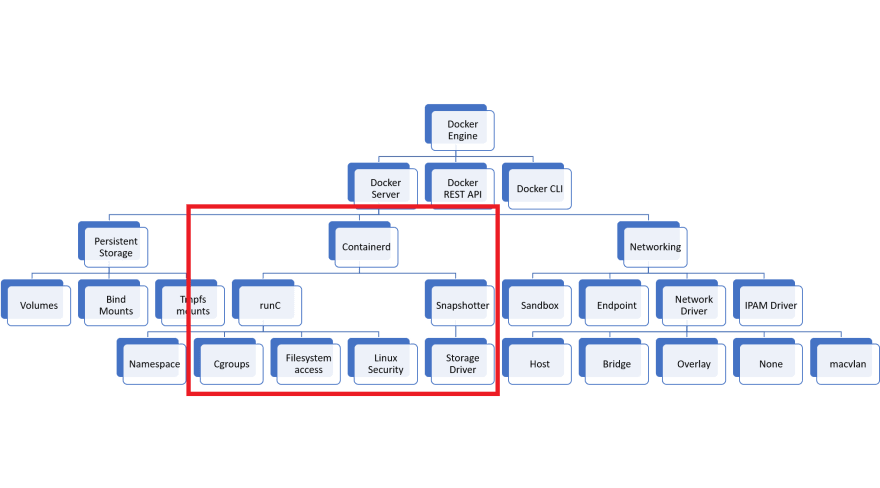 Docker
Engine
Docker
Server
Docker
REST API
Docker CLI
Persistent
Storage
Containerd
Networking
Volumes
Bind
Mounts
Tmpfs
mounts
runC
Snapshotter
Sandbox
Endpoint
Network
Driver
IPAM Driver
Namespace
Cgroups
Filesystem
access
Linux
Security
Storage
Driver
Host
Bridge
Overlay
None
macvlan